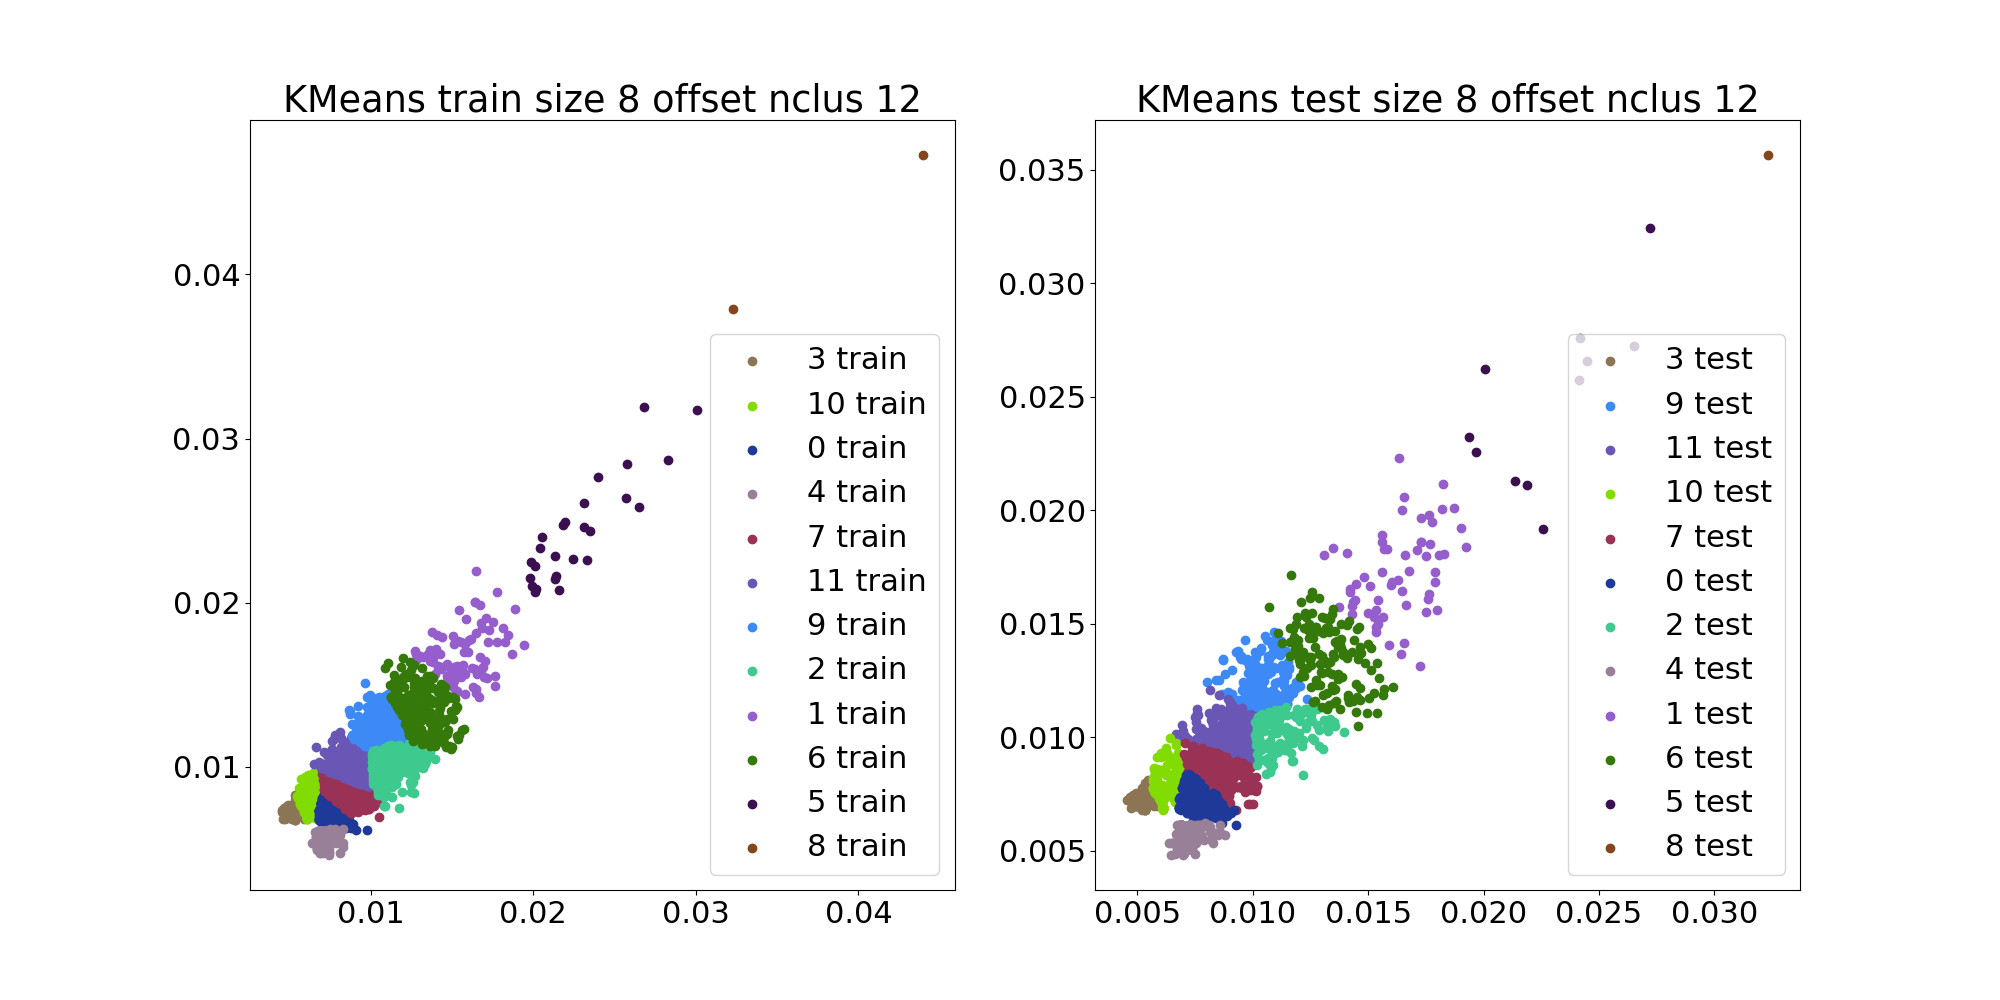 KMeans train size 8 offset nclus 12
0.04
0.03
0.02
0.01
0.01 0.02 0.03 0.04
3 train
10 train
0 train
4 train
7 train
11 train
9 train
2 train
1 train
6 train
5 train
8 train
KMeans test size 8 offset nclus 12
0.035
0.030
0.025
0.020
0.015
0.010
0.005
0.005 0.010 0.015 0.020 0.025 0.030
3 test
9 test
11 test
10 test
7 test
0 test
2 test
4 test
1 test
6 test
5 test
8 test